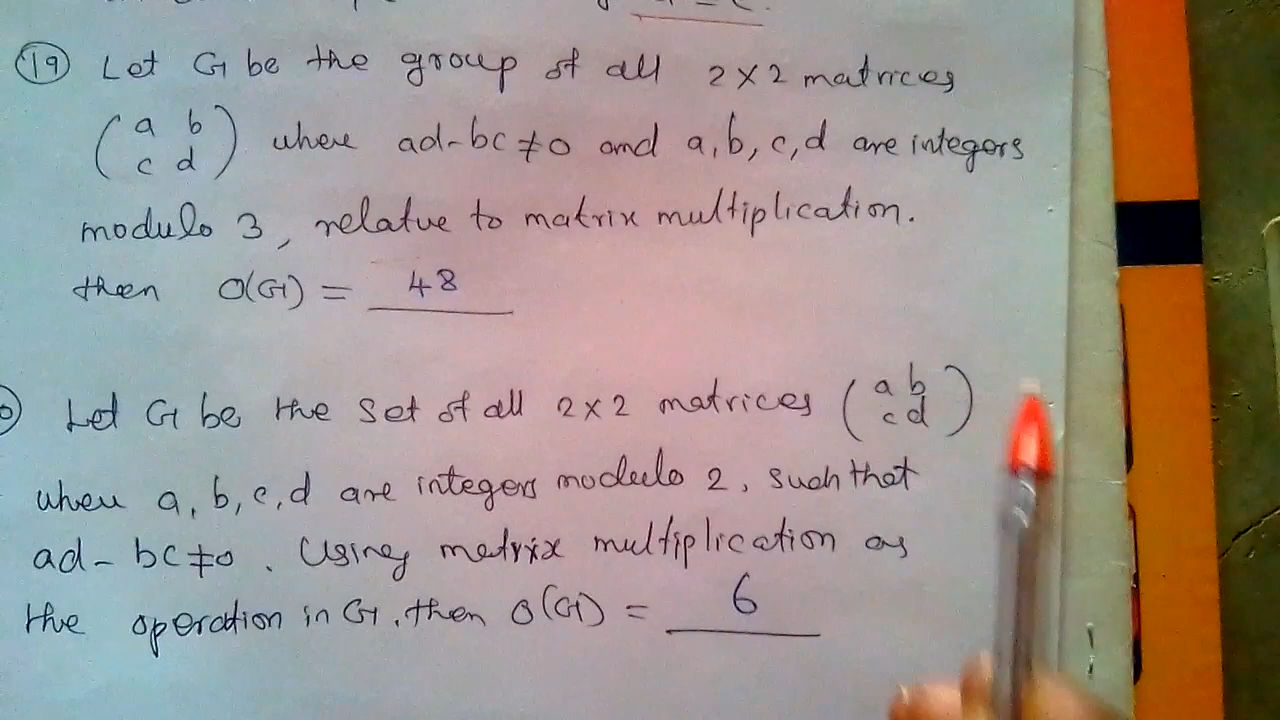 (19) Let G be the group of all 2×2 matrices
(a b
c d) where ad-bc≠0 and a, b, c, d are integers
modulo 3, relatve to matrix multiplication.
then O(G) = 48
Let G be the set of all 2×2 matrices (a b
c d)
where a, b, c, d are integers modulo 2, such that
ad - bc≠0. Using matrix multiplication as
the operation in G, then O(G) = 6